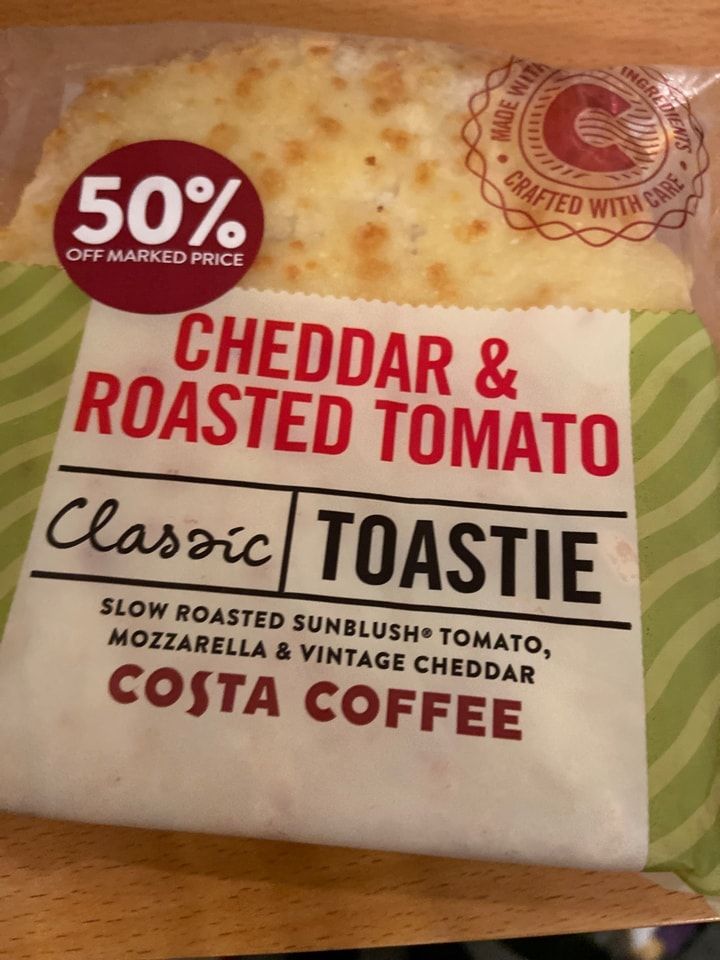 MADE WITH
INGREDIENTS
• CRAFTED WITH CARE •
50%
OFF MARKED PRICE
CHEDDAR &
ROASTED TOMATO
Classic TOASTIE
SLOW ROASTED SUNBLUSH® TOMATO,
MOZZARELLA & VINTAGE CHEDDAR
COSTA COFFEE